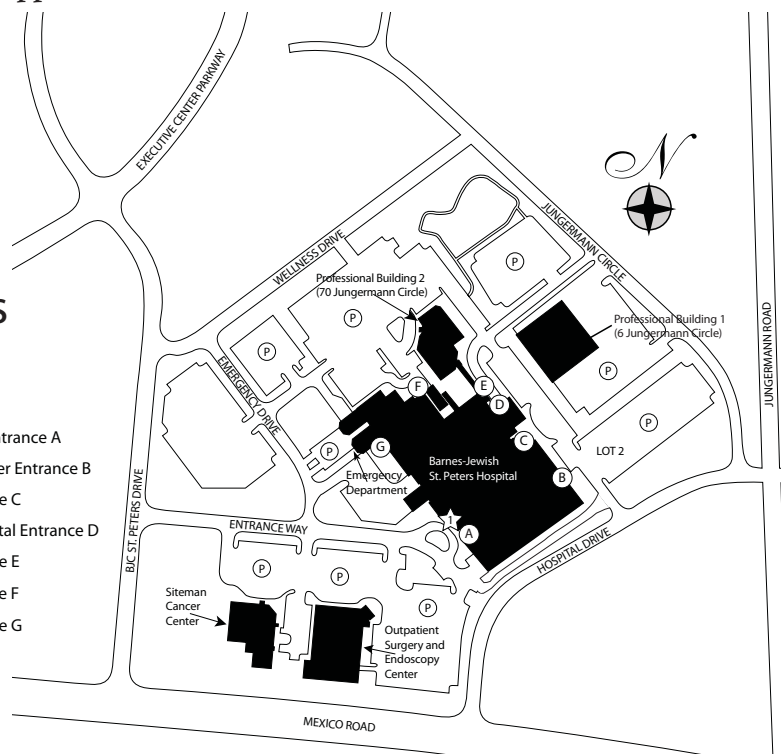 EXECUTIVE CENTER PARKWAY
N
WELLNESS DRIVE
JUNGERMANN CIRCLE
P
Professional Building 2
(70 Jungermann Circle)
P
Professional Building 1
(6 Jungermann Circle)
S
P
JUNGERMANN ROAD
P
EMERGENCY DRIVE
F
E
D
P
trance A
G
C
P
LOT 2
Barnes-Jewish
St. Peters Hospital
er Entrance B
Emergency
Department
B
e C
BJC ST. PETERS DRIVE
1
ENTRANCE WAY
A
tal Entrance D
HOSPITAL DRIVE
e E
P
P
e F
Siteman
Cancer
Center
P
e G
Outpatient
Surgery and
Endoscopy
Center
MEXICO ROAD